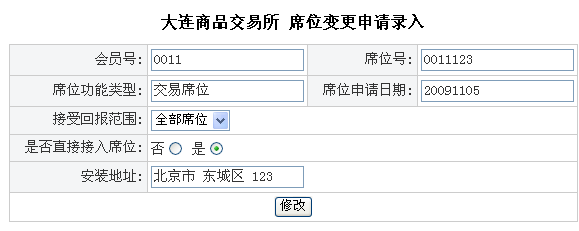 大连商品交易所 席位变更申请录入
会员号: 0011 席位号: 0011123
席位功能类型: 交易席位 席位申请日期: 20091105
接受回报范围: 全部席位
是否直接接入席位: 否 是
安装地址: 北京市 东城区 123
修改